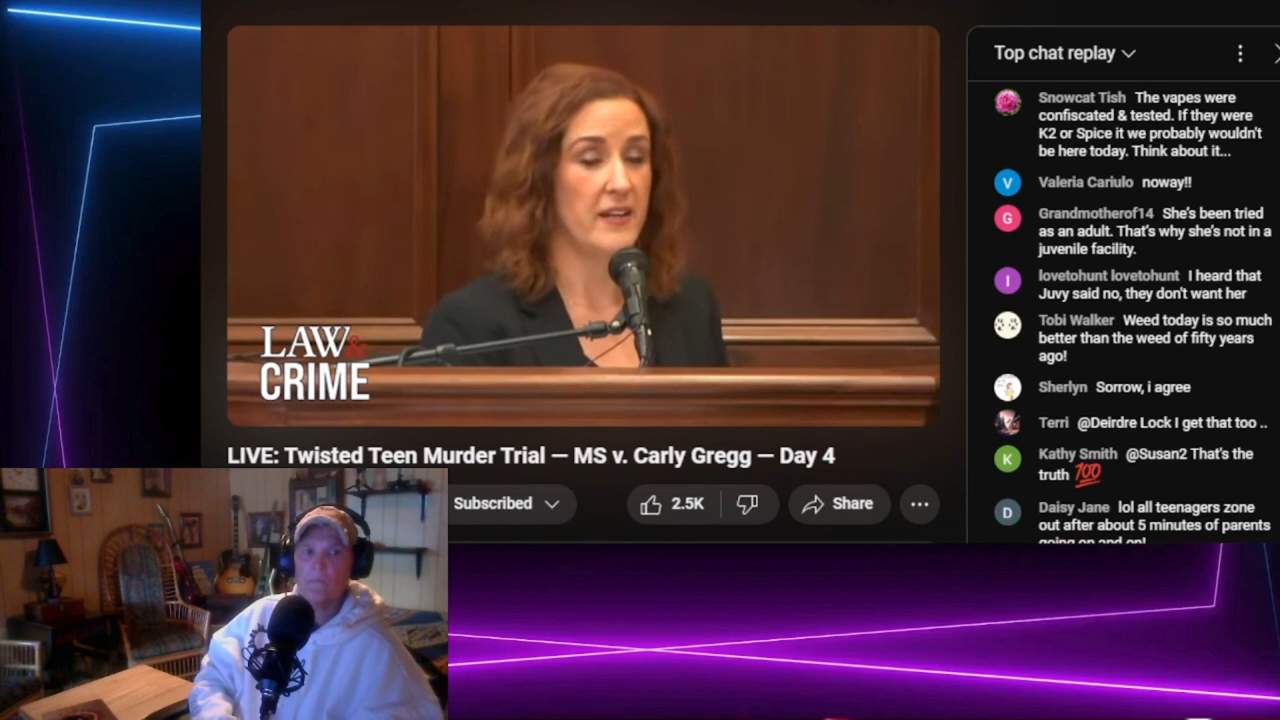 Top chat replay
Snowcat Tish The vapes were
confiscated & tested. If they were
K2 or Spice it we probably wouldn't
be here today. Think about it...
V
Valeria Cariulo noway!!
G
Grandmotherof14 She's been tried
as an adult. That's why she's not in a
juvenile facility.
l
lovetohunt lovetohunt I heard that
Juvy said no, they don't want her
Tobi Walker Weed today is so much
better than the weed of fifty years
ago!
Sherlyn Sorrow, i agree
Terri @Deirdre Lock I get that too ..
K
Kathy Smith @Susan2 That's the
truth 💯
D
Daisy Jane lol all teenagers zone
out after about 5 minutes of parents
going on and on!
LAW&
CRIME
LIVE: Twisted Teen Murder Trial — MS v. Carly Gregg — Day 4
Subscribed 2.5K Share